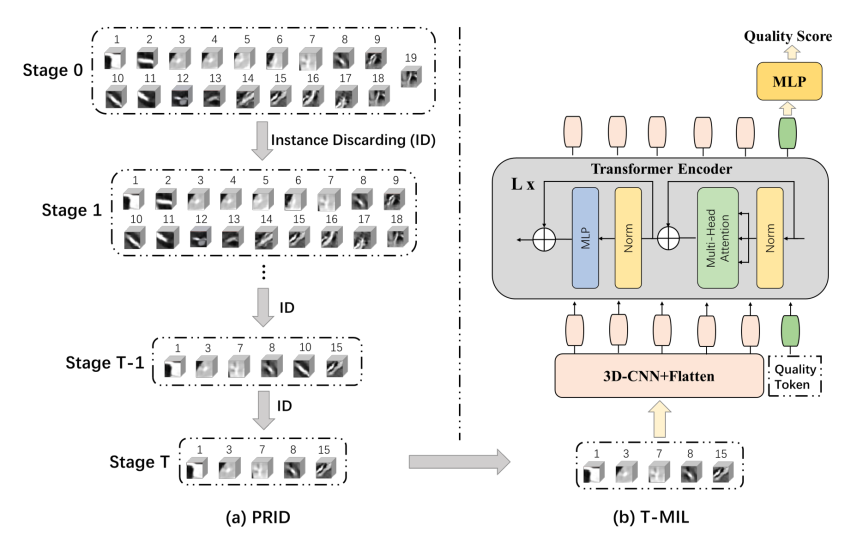 1 2 3 4 5 6 7 8 9
19
Stage 0
10 11 12 13 14 15 16 17 18
Instance Discarding (ID)
1 2 3 4 5 6 7 8 9
Stage 1
10 11 12 13 14 15 16 17 18
ID
1 3 7 8 10 15
Stage T-1
ID
1 3 7 8 15
Stage T
(a) PRID
Quality Score
MLP
Transformer Encoder
L x
MLP
Norm
Multi-Head
Attention
Norm
3D-CNN+Flatten
Quality
Token
1 3 7 8 15
(b) T-MIL